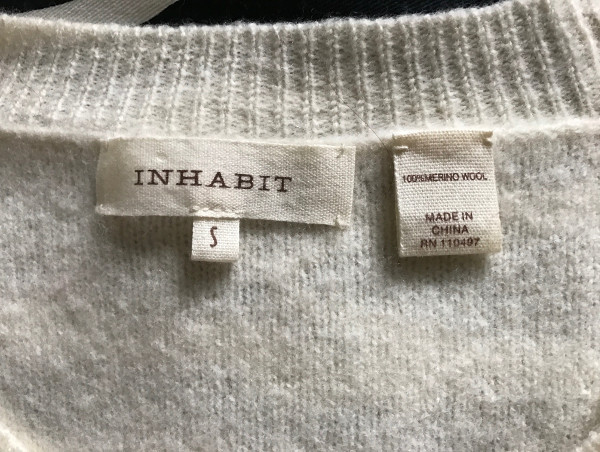 INHABIT
S
100%MERINO WOOL
MADE IN
CHINA
RN 110497